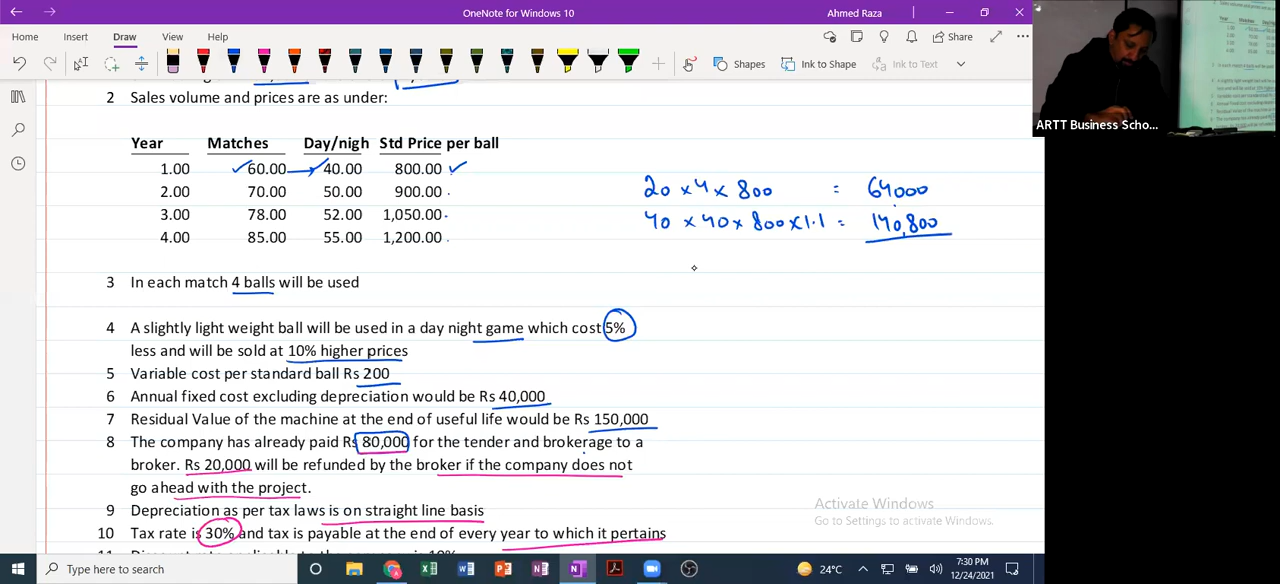 OneNote for Windows 10
Ahmed Raza
Home Insert Draw View Help
Share
Shapes Ink to Shape Ink to Text
2 Sales volume and prices are as under:
Year Matches Day/nigh Std Price per ball
1.00 60.00 40.00 800.00
2.00 70.00 50.00 900.00
3.00 78.00 52.00 1,050.00
4.00 85.00 55.00 1,200.00
20 × 4 × 800 = 64,000
40 × 40 × 800 × 1.1 = 140,800
3 In each match 4 balls will be used
4 A slightly light weight ball will be used in a day night game which cost 5%
less and will be sold at 10% higher prices
5 Variable cost per standard ball Rs 200
6 Annual fixed cost excluding depreciation would be Rs 40,000
7 Residual Value of the machine at the end of useful life would be Rs 150,000
8 The company has already paid Rs 80,000 for the tender and brokerage to a
broker. Rs 20,000 will be refunded by the broker if the company does not
go ahead with the project.
9 Depreciation as per tax laws is on straight line basis
10 Tax rate is 30% and tax is payable at the end of every year to which it pertains
ARTT Business Scho...
Activate Windows
Go to Settings to activate Windows.
Type here to search
24°C
7:30 PM
12/24/2021